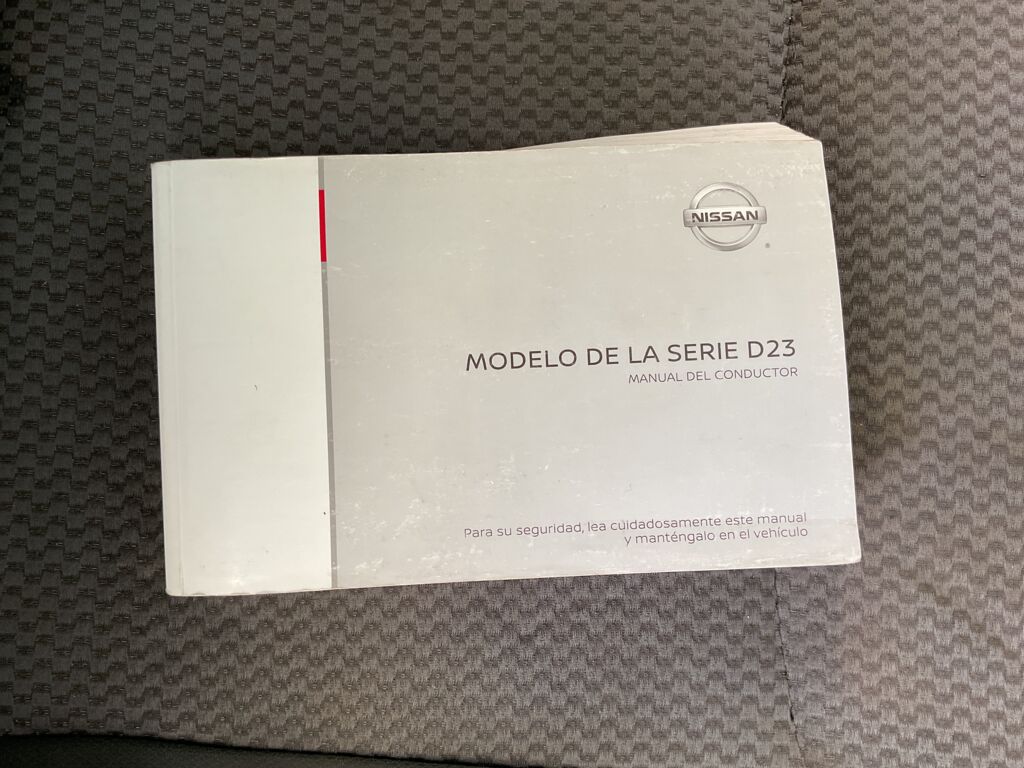 NISSAN
MODELO DE LA SERIE D23
MANUAL DEL CONDUCTOR
Para su seguridad, lea cuidadosamente este manual
y manténgalo en el vehículo